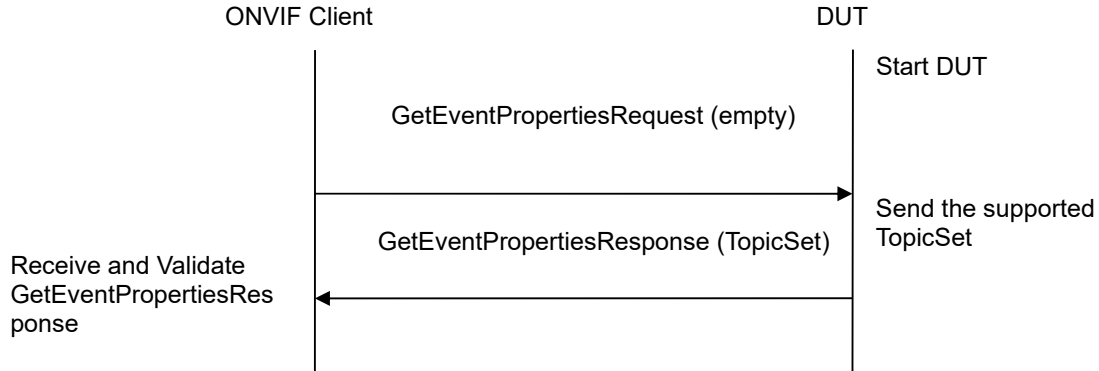 ONVIF Client
DUT
Start DUT
GetEventPropertiesRequest (empty)
Send the supported
TopicSet
GetEventPropertiesResponse (TopicSet)
Receive and Validate
GetEventPropertiesRes
ponse